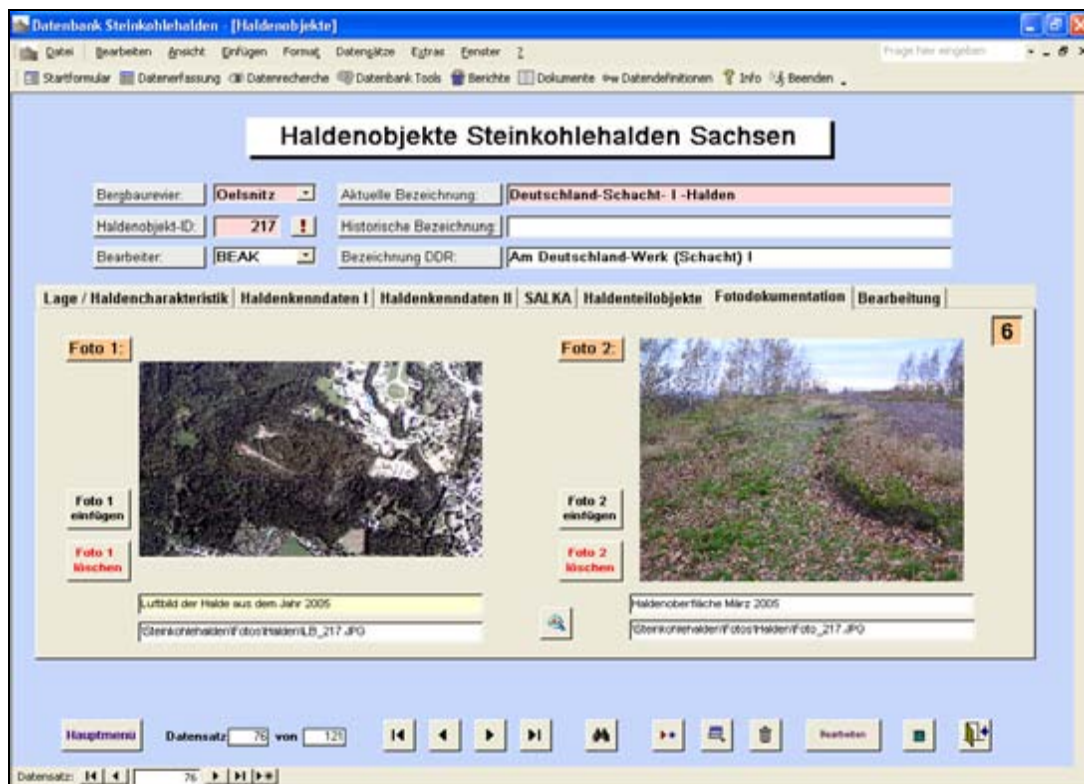 Datenbank Steinkohlehalden - [Haldenobjekte]
Datei Bearbeiten Ansicht Einfügen Format Datensätze Extras Fenster ? Frage hier eingeben
Startformular Datenerfassung Datenrecherche Datenbank Tools Berichte Dokumente Datendefinitionen Info Beenden
Haldenobjekte Steinkohlehalden Sachsen
Bergbaurevier: Oelsnitz Aktuelle Bezeichnung: Deutschland-Schacht- I -Halden
Haldenobjekt-ID: 217 ! Historische Bezeichnung:
Bearbeiter: BEAK Bezeichnung DDR: Am Deutschland-Werk (Schacht) I
Lage / Haldencharakteristik Haldenkenndaten I Haldenkenndaten II SALKA Haldenteilobjekte Fotodokumentation Bearbeitung
6
Foto 1: Foto 2:
Foto 1 einfügen Foto 2 einfügen
Foto 1 löschen Foto 2 löschen
Luftbild der Halde aus dem Jahr 2005 Haldenoberfläche März 2005
\Steinkohlehalden\Fotos\Halden\LB_217.JPG \Steinkohlehalden\Fotos\Halden\Foto_217.JPG
Hauptmenü Datensatz 76 von 121 Bearbeiten
Datensatz: 76